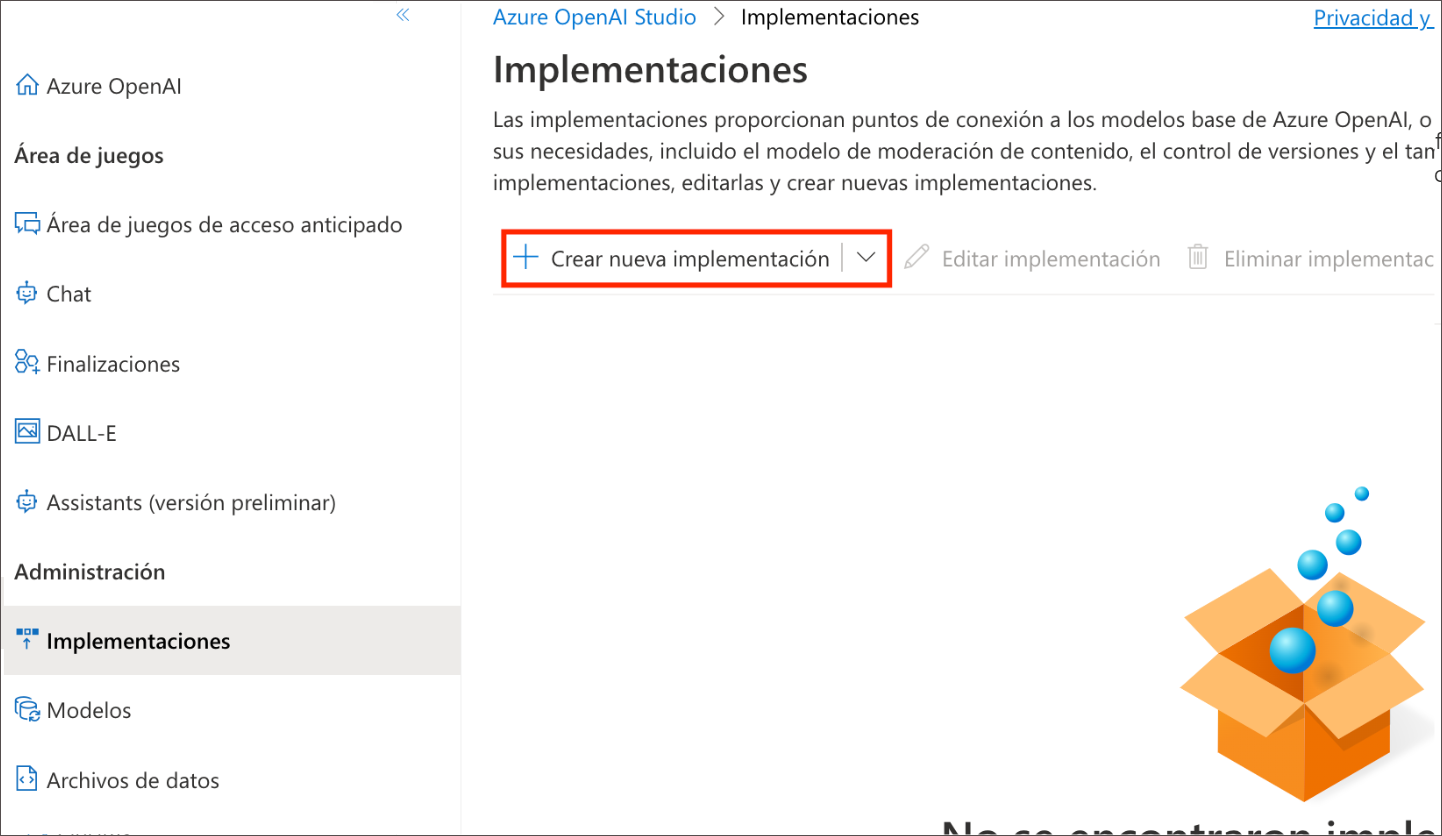 Azure OpenAI Studio > Implementaciones
Privacidad y
Azure OpenAI
Área de juegos
Área de juegos de acceso anticipado
Chat
Finalizaciones
DALL-E
Assistants (versión preliminar)
Administración
Implementaciones
Modelos
Archivos de datos
Implementaciones
Las implementaciones proporcionan puntos de conexión a los modelos base de Azure OpenAI, o
sus necesidades, incluido el modelo de moderación de contenido, el control de versiones y el tam
implementaciones, editarlas y crear nuevas implementaciones.
Crear nueva implementación
Editar implementación
Eliminar implementac
No se encontraron imple